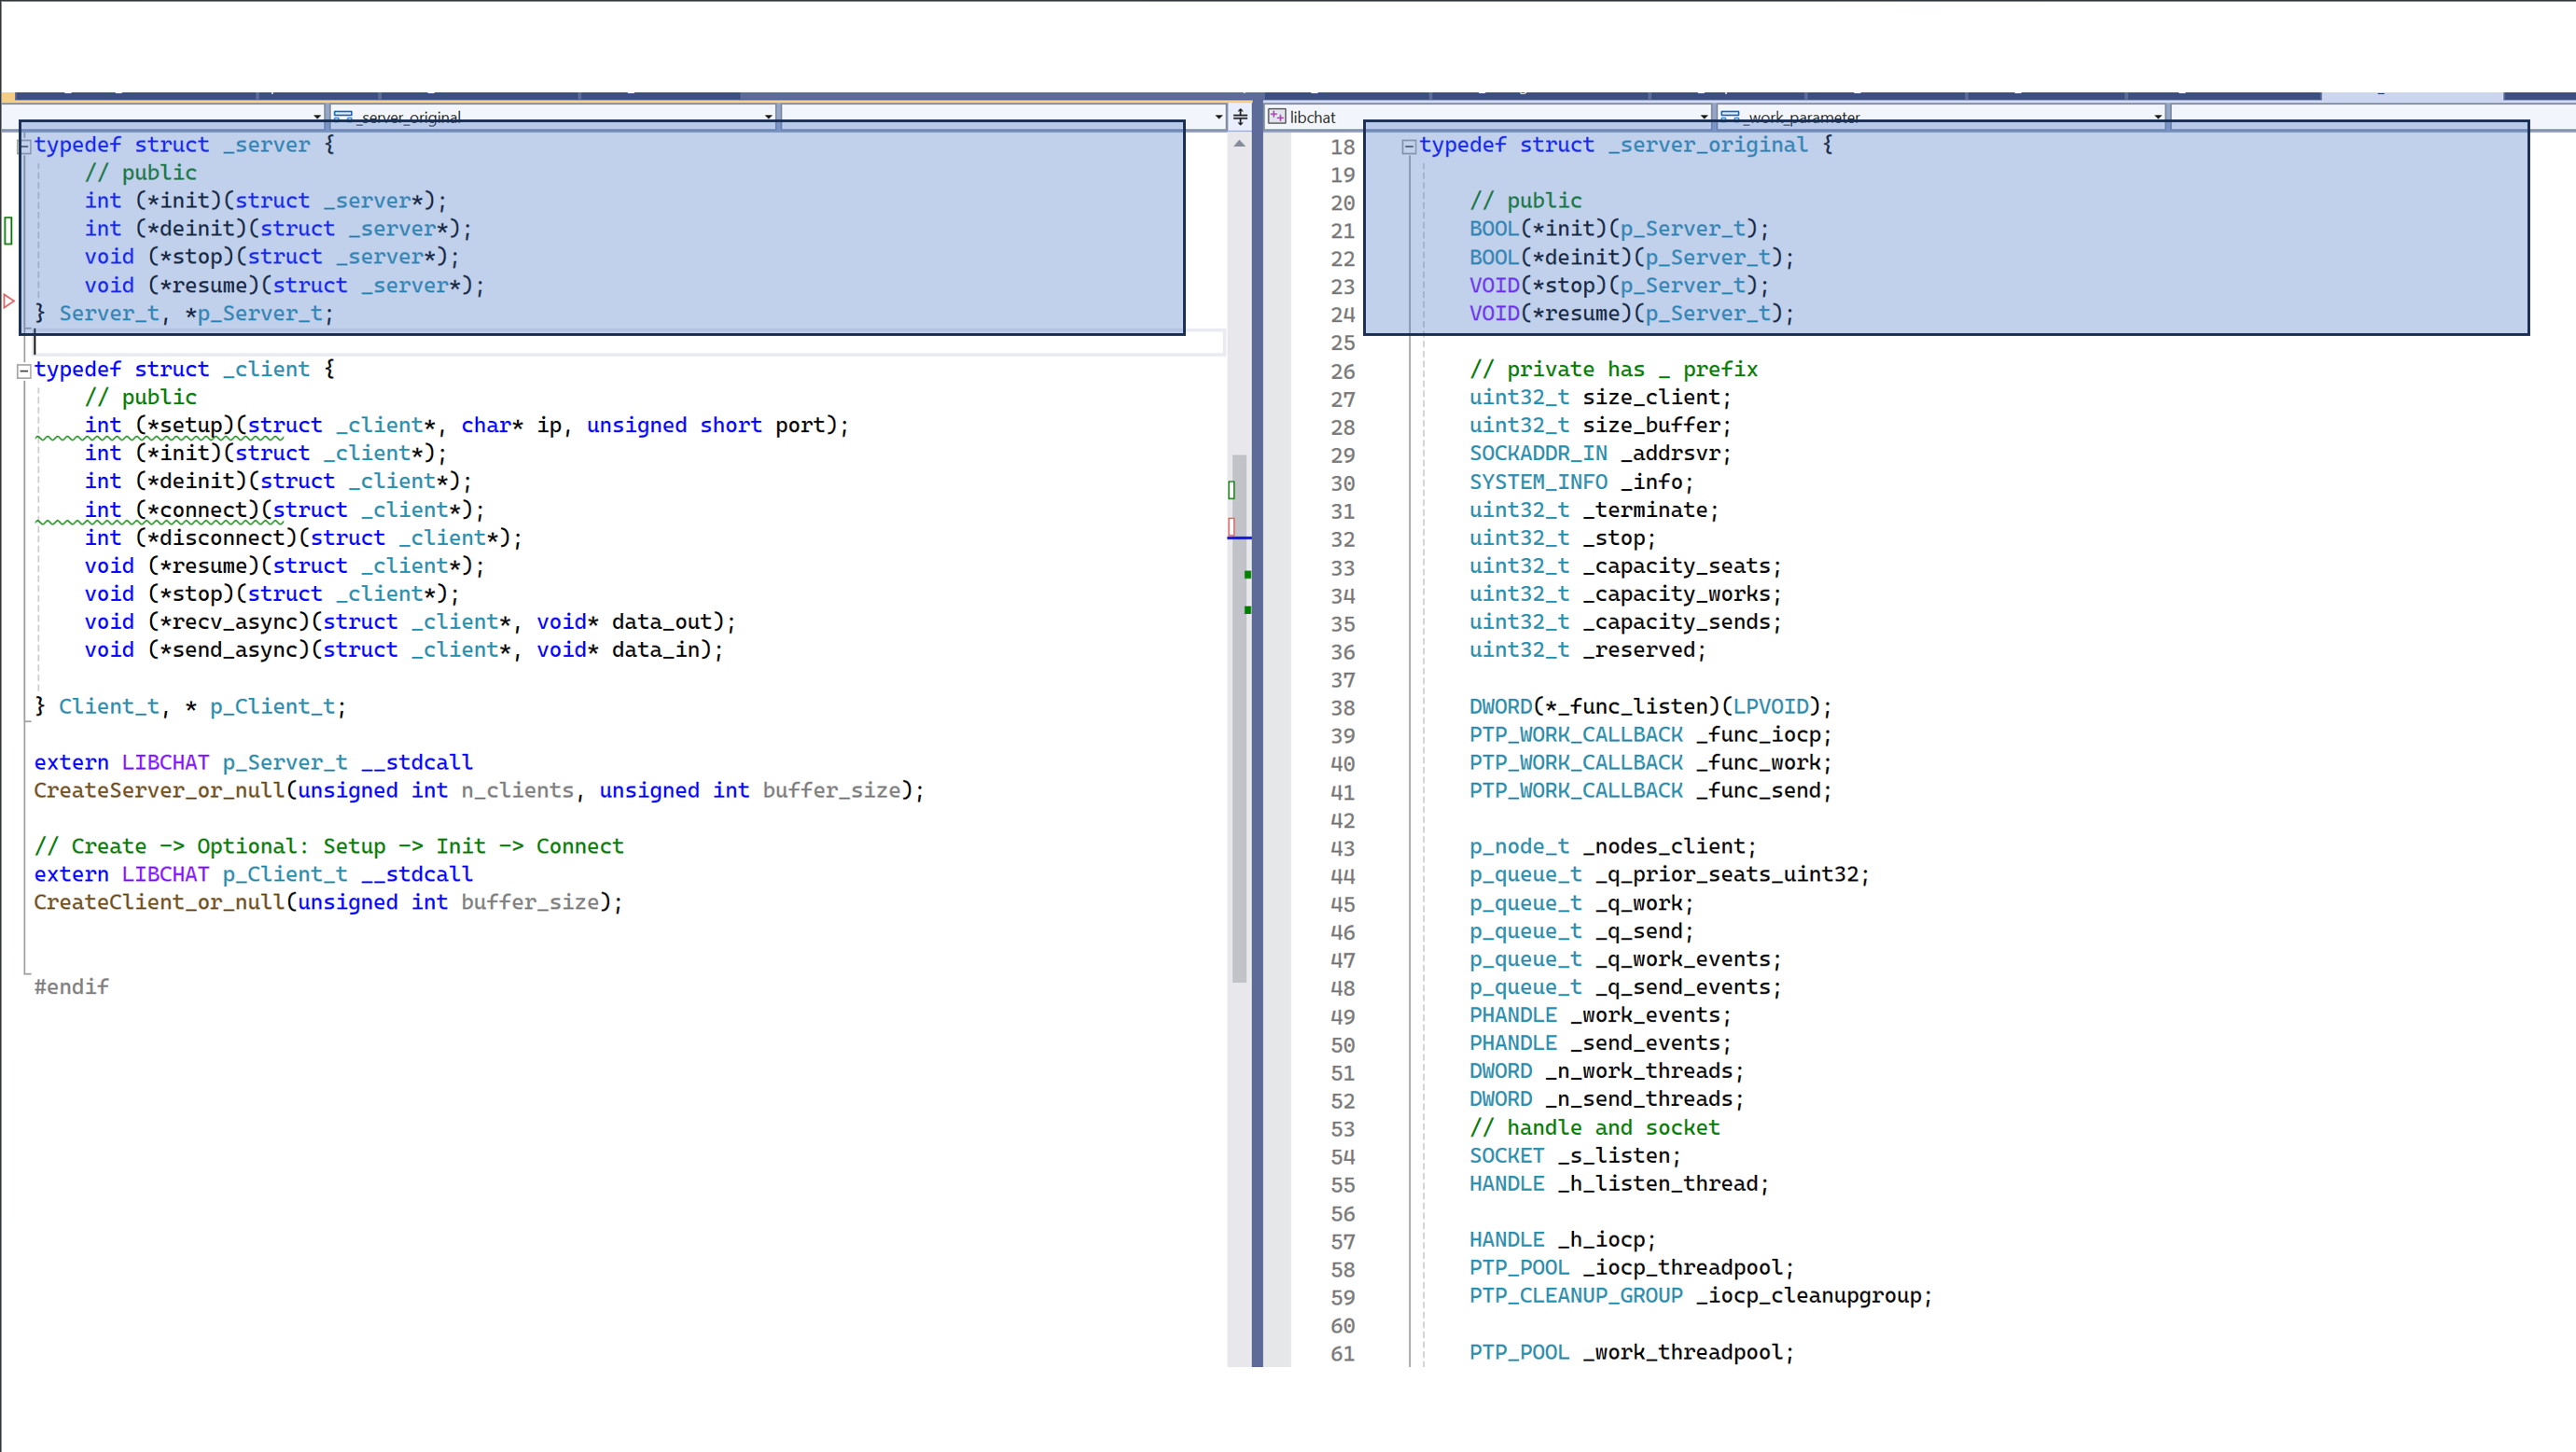 _server_original
typedef struct _server {
// public
int (*init)(struct _server*);
int (*deinit)(struct _server*);
void (*stop)(struct _server*);
void (*resume)(struct _server*);
} Server_t, *p_Server_t;
typedef struct _client {
// public
int (*setup)(struct _client*, char* ip, unsigned short port);
int (*init)(struct _client*);
int (*deinit)(struct _client*);
int (*connect)(struct _client*);
int (*disconnect)(struct _client*);
void (*resume)(struct _client*);
void (*stop)(struct _client*);
void (*recv_async)(struct _client*, void* data_out);
void (*send_async)(struct _client*, void* data_in);
} Client_t, * p_Client_t;
extern LIBCHAT p_Server_t __stdcall
CreateServer_or_null(unsigned int n_clients, unsigned int buffer_size);
// Create -> Optional: Setup -> Init -> Connect
extern LIBCHAT p_Client_t __stdcall
CreateClient_or_null(unsigned int buffer_size);
#endif
libchat _work_parameter
18 typedef struct _server_original {
19
20 // public
21 BOOL(*init)(p_Server_t);
22 BOOL(*deinit)(p_Server_t);
23 VOID(*stop)(p_Server_t);
24 VOID(*resume)(p_Server_t);
25
26 // private has _ prefix
27 uint32_t size_client;
28 uint32_t size_buffer;
29 SOCKADDR_IN _addrsvr;
30 SYSTEM_INFO _info;
31 uint32_t _terminate;
32 uint32_t _stop;
33 uint32_t _capacity_seats;
34 uint32_t _capacity_works;
35 uint32_t _capacity_sends;
36 uint32_t _reserved;
37
38 DWORD(*_func_listen)(LPVOID);
39 PTP_WORK_CALLBACK _func_iocp;
40 PTP_WORK_CALLBACK _func_work;
41 PTP_WORK_CALLBACK _func_send;
42
43 p_node_t _nodes_client;
44 p_queue_t _q_prior_seats_uint32;
45 p_queue_t _q_work;
46 p_queue_t _q_send;
47 p_queue_t _q_work_events;
48 p_queue_t _q_send_events;
49 PHANDLE _work_events;
50 PHANDLE _send_events;
51 DWORD _n_work_threads;
52 DWORD _n_send_threads;
53 // handle and socket
54 SOCKET _s_listen;
55 HANDLE _h_listen_thread;
56
57 HANDLE _h_iocp;
58 PTP_POOL _iocp_threadpool;
59 PTP_CLEANUP_GROUP _iocp_cleanupgroup;
60
61 PTP_POOL _work_threadpool;